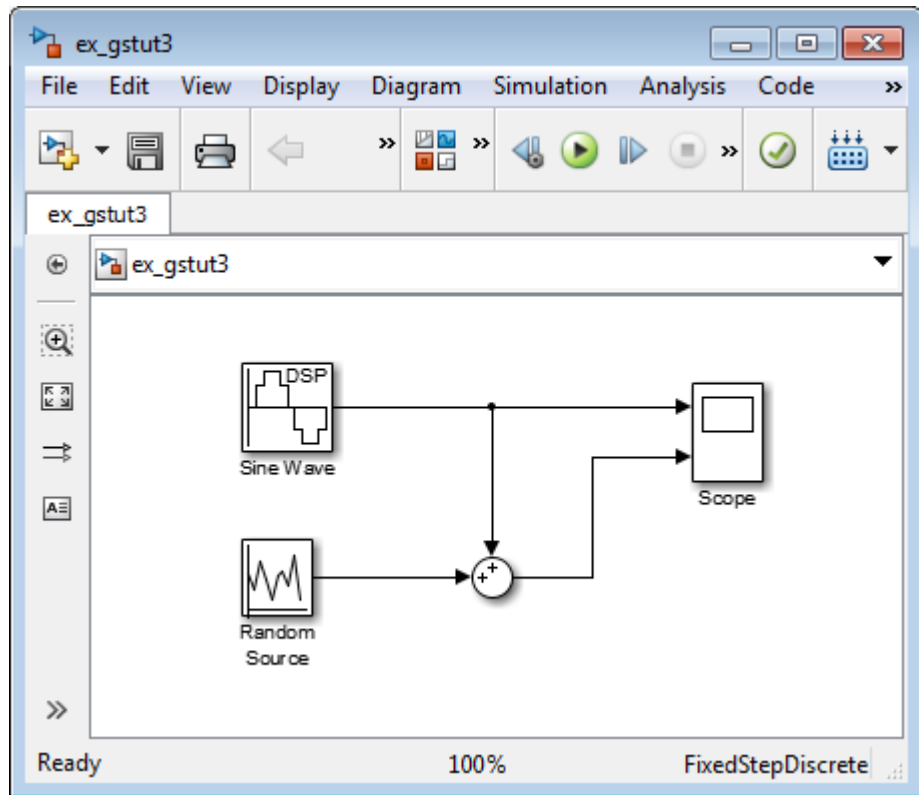 ex_gstut3
File Edit View Display Diagram Simulation Analysis Code »
» »  »
ex_gstut3
ex_gstut3
DSP
Sine Wave
Scope
A
Random
Source
»
Ready 100% FixedStepDiscrete